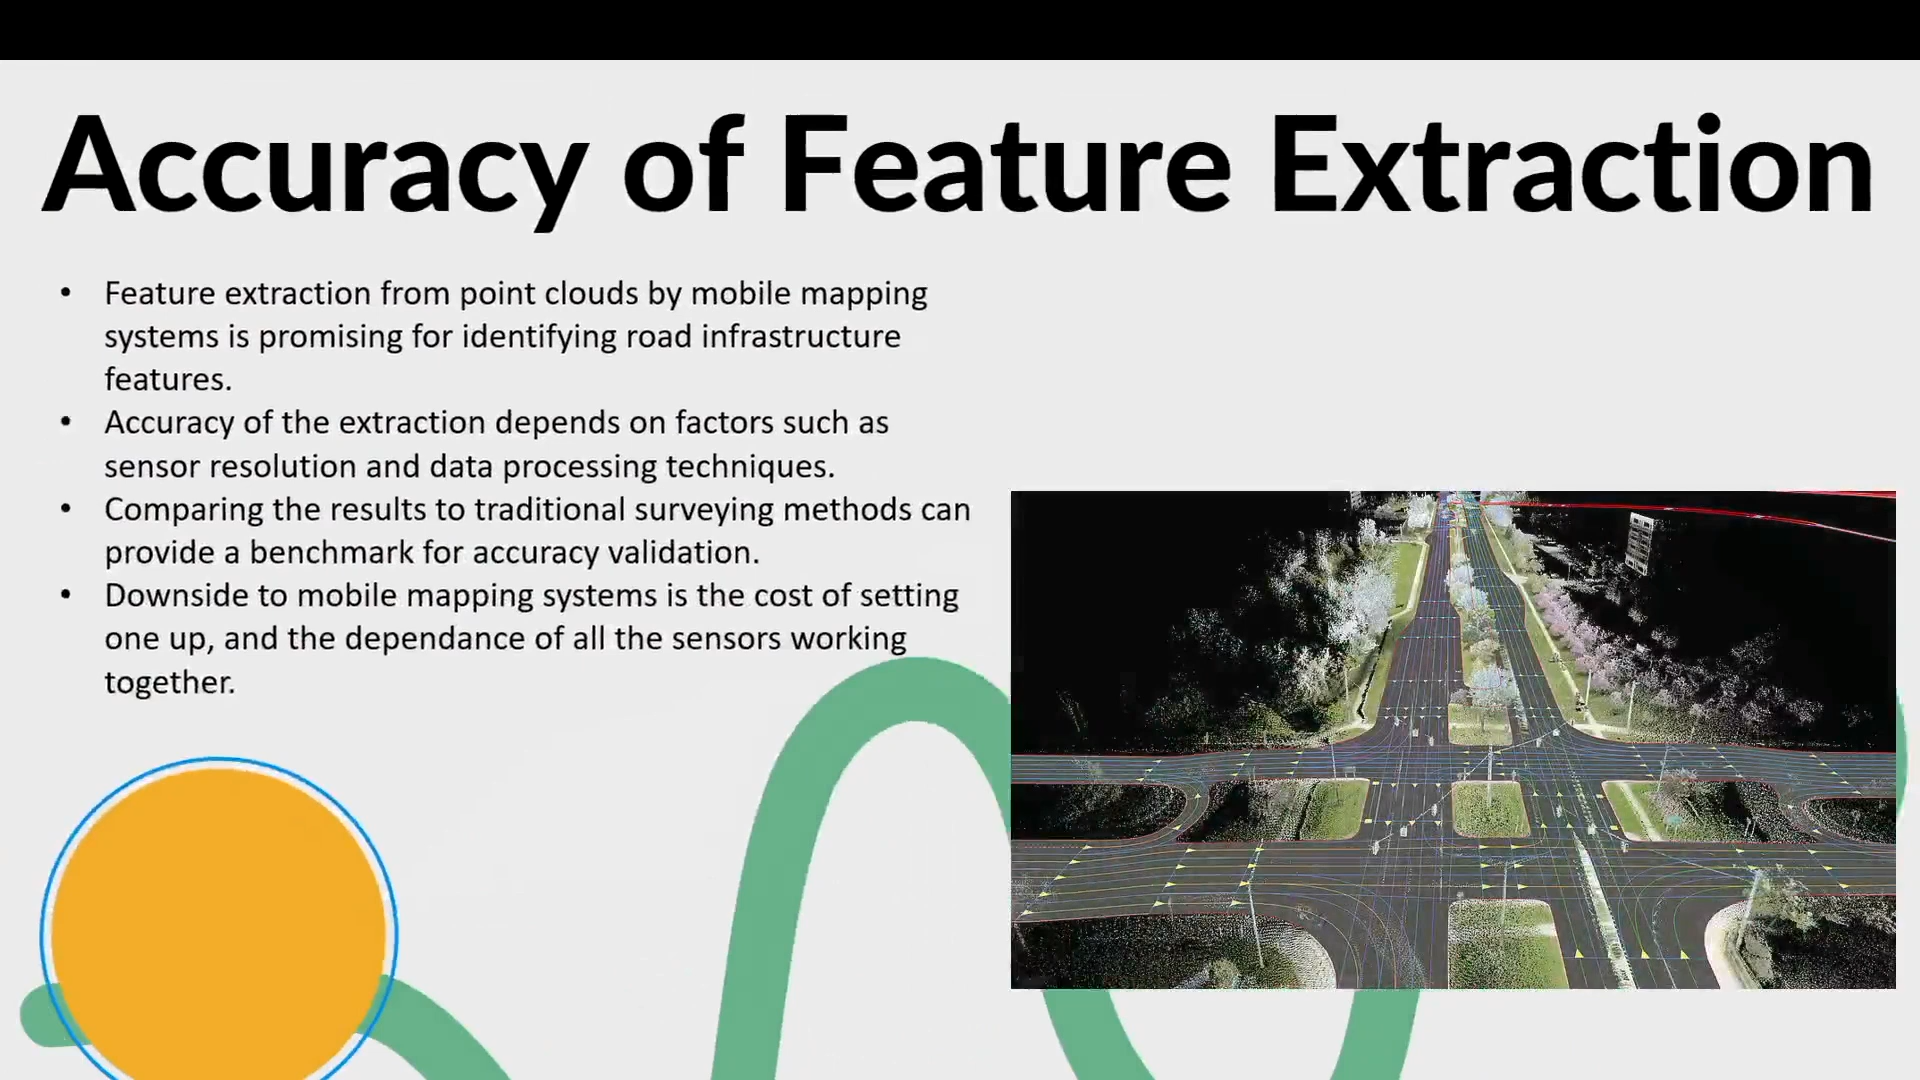 Accuracy of Feature Extraction
• Feature extraction from point clouds by mobile mapping
systems is promising for identifying road infrastructure
features.
• Accuracy of the extraction depends on factors such as
sensor resolution and data processing techniques.
• Comparing the results to traditional surveying methods can
provide a benchmark for accuracy validation.
• Downside to mobile mapping systems is the cost of setting
one up, and the dependance of all the sensors working
together.